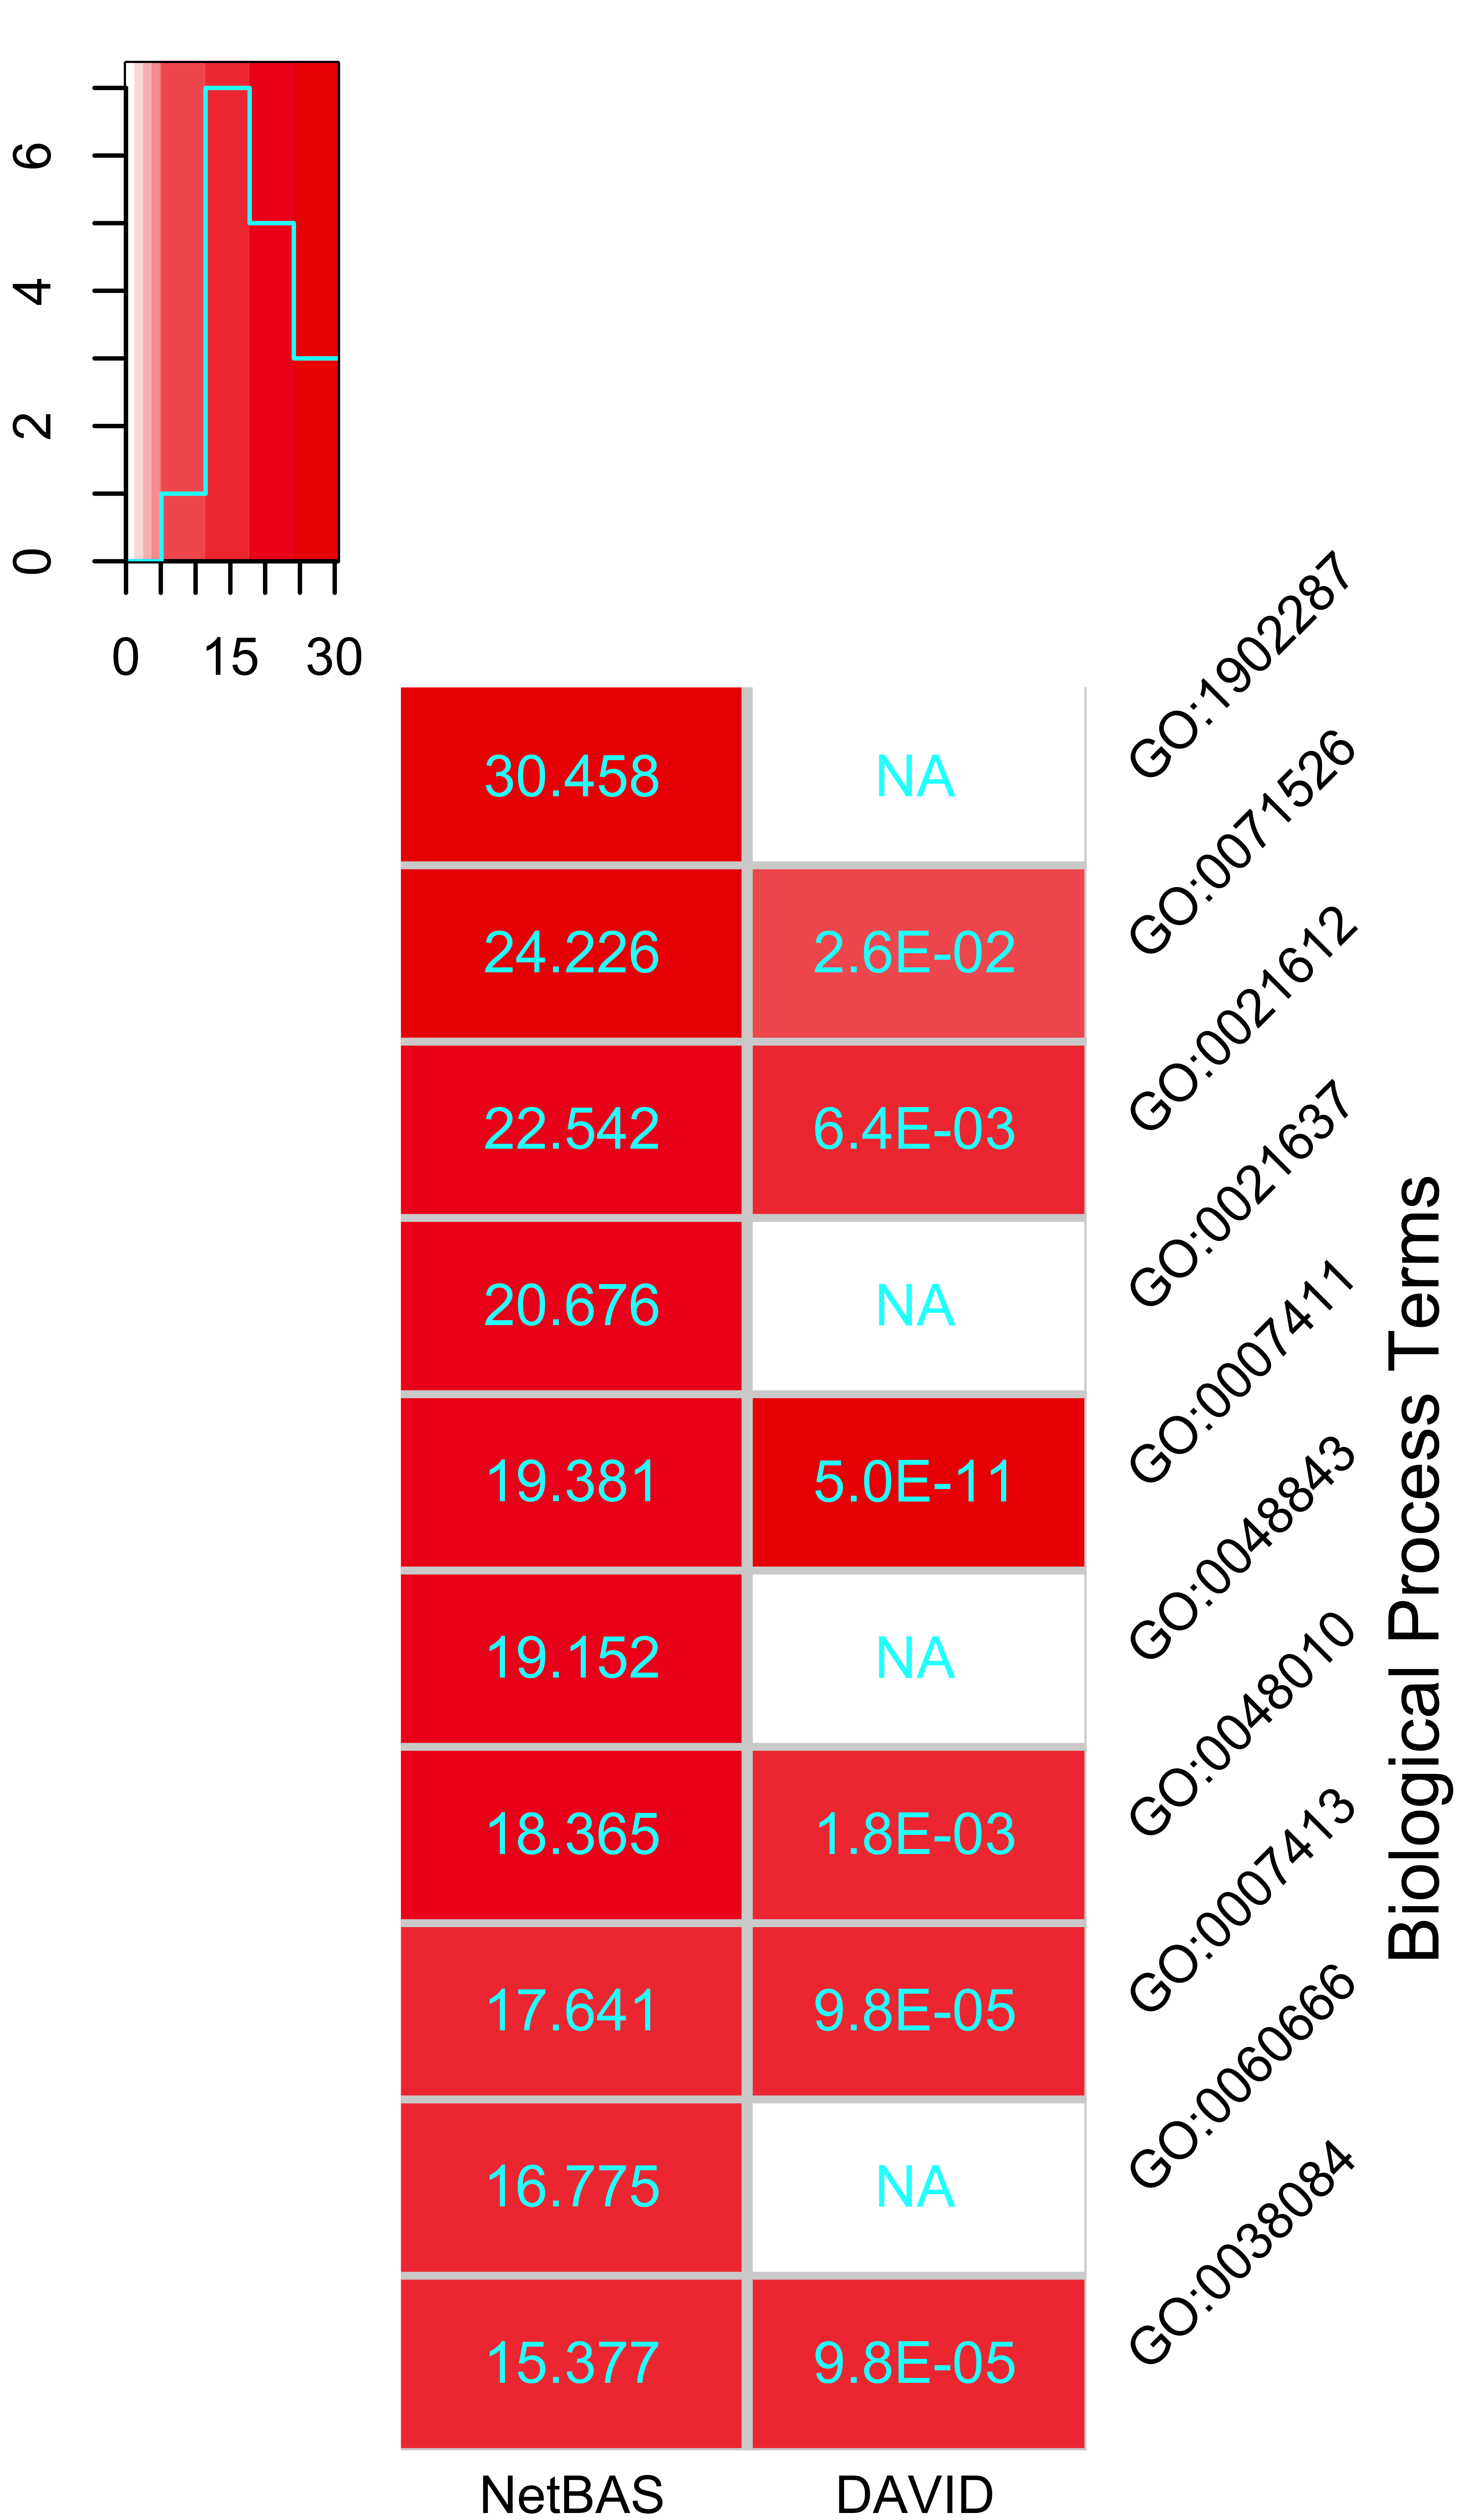 6
4
2
0
0 15 30
GO:1902287
30.458 NA
GO:0071526
24.226 2.6E-02
GO:0021612
22.542 6.4E-03
GO:0021637
20.676 NA
GO:0007411
19.381 5.0E-11
GO:0048843
19.152 NA
GO:0048010
18.365 1.8E-03
GO:0007413
17.641 9.8E-05
GO:0060666
16.775 NA
GO:0038084
15.377 9.8E-05
NetBAS DAVID
Biological Process Terms